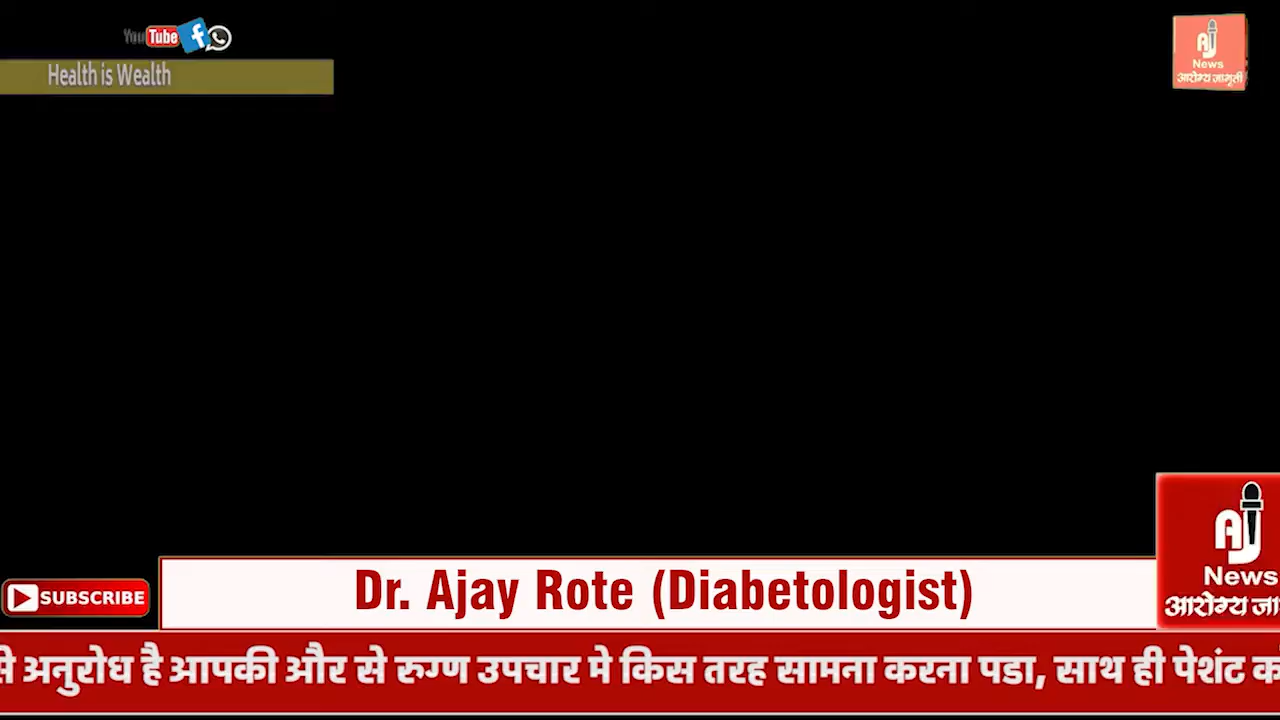 YouTube
Health is Wealth
AJ
News
आरोग्य जागृती
Dr. Ajay Rote (Diabetologist)
SUBSCRIBE
AJ
News
आरोग्य जा
से अनुरोध है आपकी और से रुग्ण उपचार मे किस तरह सामना करना पडा, साथ ही पेशंट